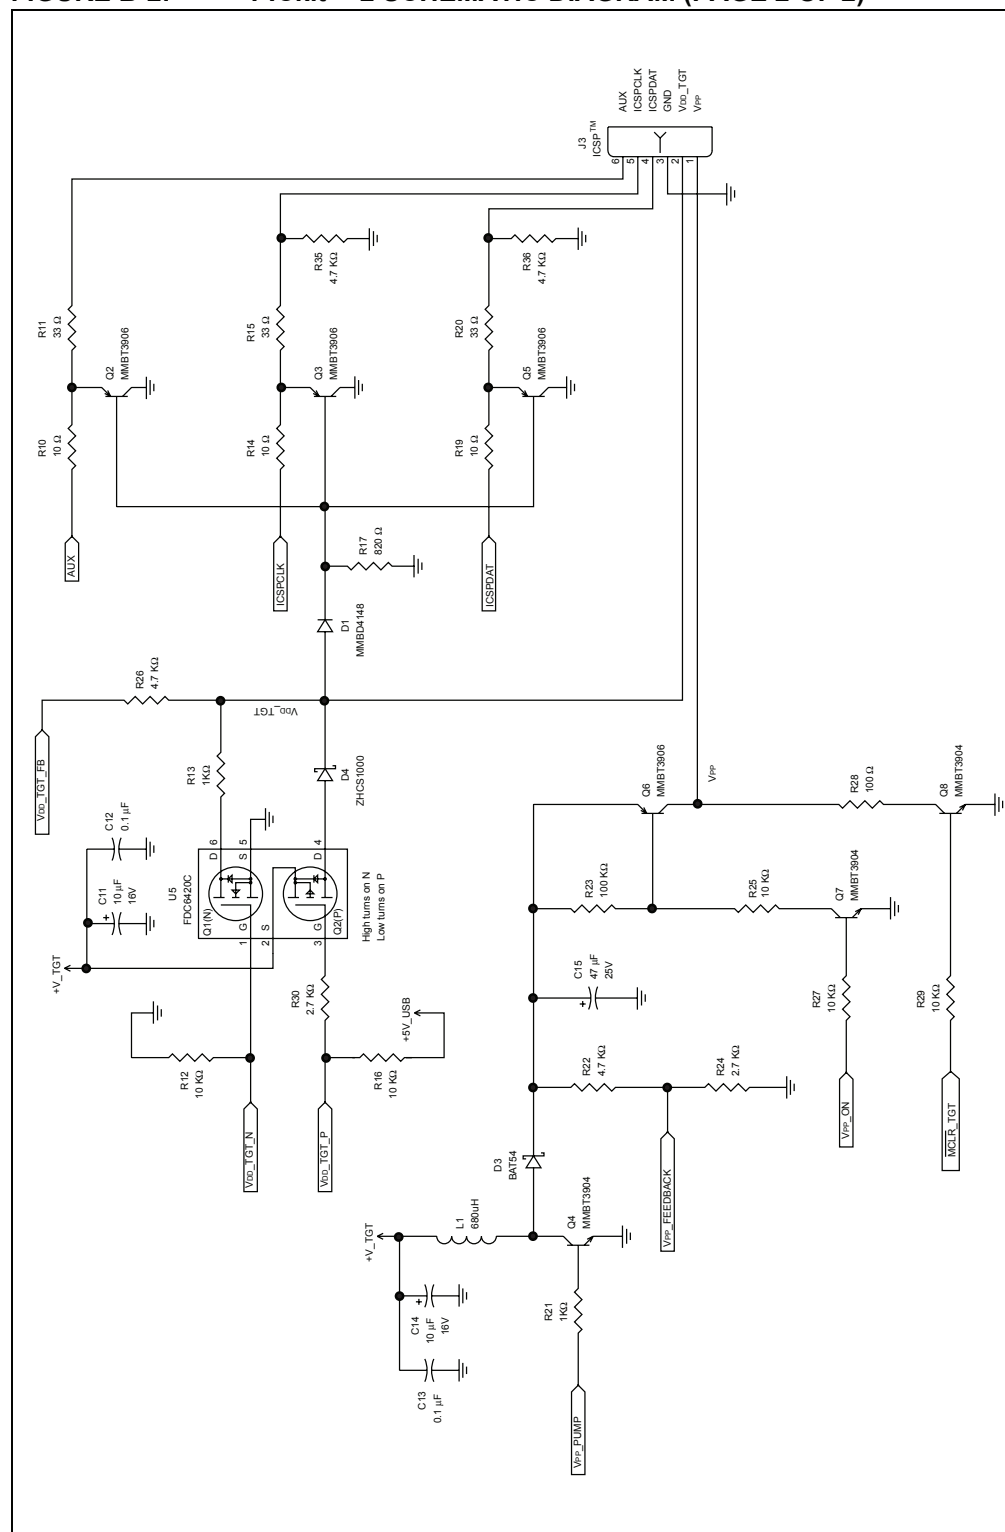 FIGURE B-2: PICkit™ 2 SCHEMATIC DIAGRAM (PAGE 2 OF 2)
J3
ICSP™
AUX
ICSPCLK
ICSPDAT
GND
VDD_TGT
VPP
6
5
4
3
2
1
AUX
R10
10 Ω
R11
33 Ω
Q2
MMBT3906
ICSPCLK
R14
10 Ω
R15
33 Ω
Q3
MMBT3906
R35
4.7 KΩ
ICSPDAT
R19
10 Ω
R20
33 Ω
Q5
MMBT3906
R36
4.7 KΩ
R17
820 Ω
D1
MMBD4148
VDD_TGT_FB
R26
4.7 KΩ
VDD_TGT
R13
1KΩ
D4
ZHCS1000
+V_TGT
C11
10 µF
16V
+
C12
0.1 µF
U5
FDC6420C
Q1(N)
Q2(P)
D 6
S 5
D 4
G 1
S 2
G 3
High turns on N
Low turns on P
R12
10 KΩ
VDD_TGT_N
R30
2.7 KΩ
+5V_USB
R16
10 KΩ
VDD_TGT_P
+V_TGT
C13
0.1 µF
C14
10 µF
16V
+
L1
680uH
VPP_PUMP
R21
1KΩ
Q4
MMBT3904
D3
BAT54
VPP_FEEDBACK
R22
4.7 KΩ
R24
2.7 KΩ
C15
47 µF
25V
+
R23
100 KΩ
R25
10 KΩ
Q6
MMBT3906
VPP
R28
100 Ω
VPP_ON
R27
10 KΩ
Q7
MMBT3904
MCLR_TGT
R29
10 KΩ
Q8
MMBT3904